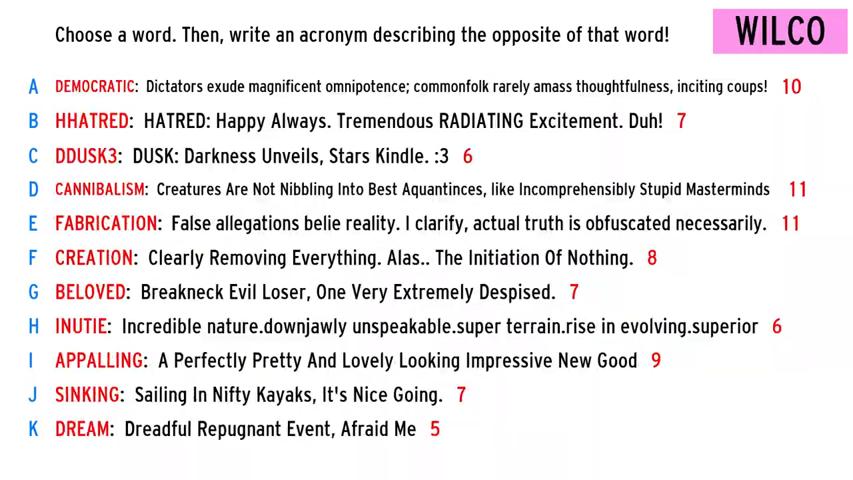 Choose a word. Then, write an acronym describing the opposite of that word!
WILCO
A DEMOCRATIC: Dictators exude magnificent omnipotence; commonfolk rarely amass thoughtfulness, inciting coups! 10
B HHATRED: HATRED: Happy Always. Tremendous RADIATING Excitement. Duh! 7
C DDUSK3: DUSK: Darkness Unveils, Stars Kindle. :3 6
D CANNIBALISM: Creatures Are Not Nibbling Into Best Aquantinces, like Incomprehensibly Stupid Masterminds 11
E FABRICATION: False allegations belie reality. I clarify, actual truth is obfuscated necessarily. 11
F CREATION: Clearly Removing Everything. Alas.. The Initiation Of Nothing. 8
G BELOVED: Breakneck Evil Loser, One Very Extremely Despised. 7
H INUTIE: Incredible nature.downjawly unspeakable.super terrain.rise in evolving.superior 6
I APPALLING: A Perfectly Pretty And Lovely Looking Impressive New Good 9
J SINKING: Sailing In Nifty Kayaks, It's Nice Going. 7
K DREAM: Dreadful Repugnant Event, Afraid Me 5